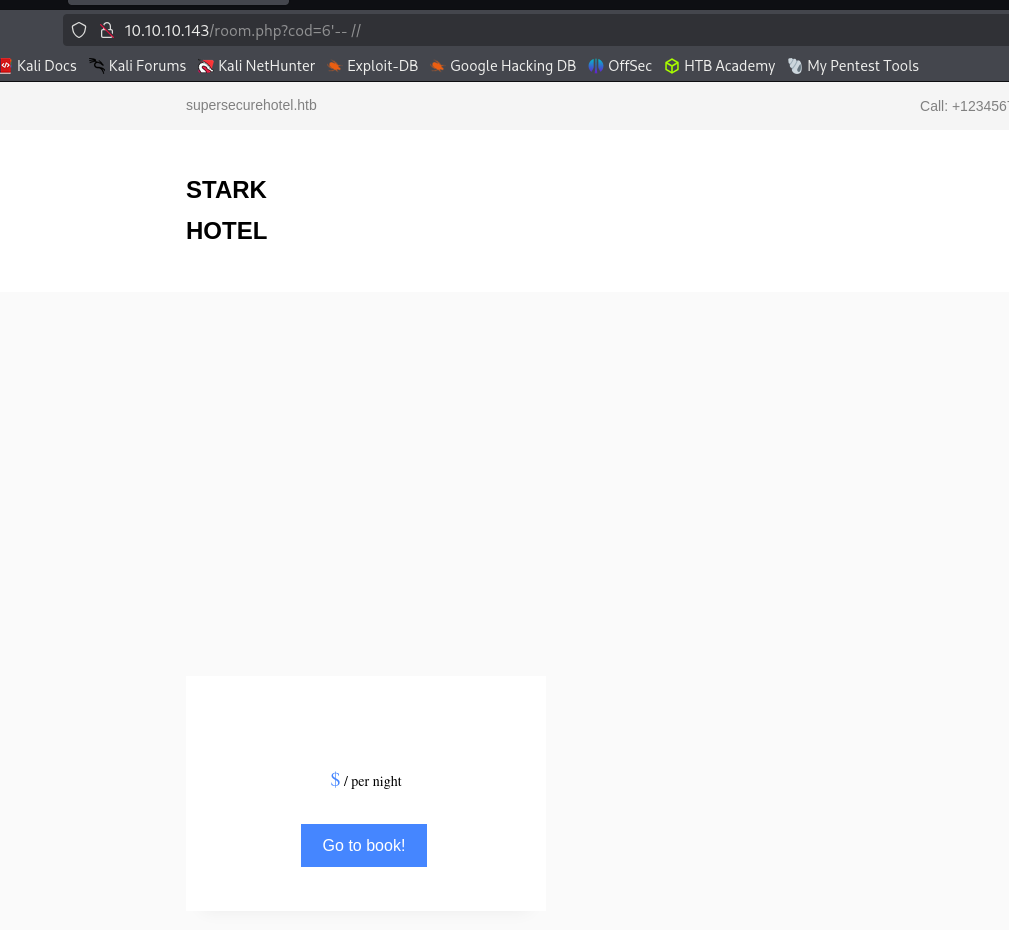 10.10.10.143/room.php?cod=6'-- //
Kali Docs Kali Forums Kali NetHunter Exploit-DB Google Hacking DB OffSec HTB Academy My Pentest Tools
supersecurehotel.htb Call: +123456
STARK
HOTEL
$ / per night
Go to book!